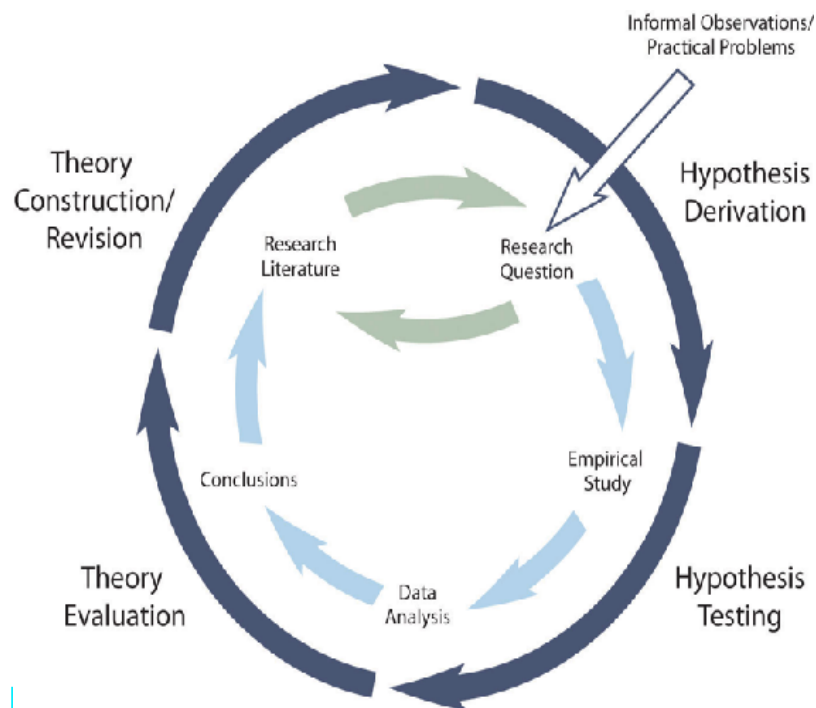 Informal Observations/
Practical Problems
Theory
Construction/
Revision
Hypothesis
Derivation
Research
Literature
Research
Question
Conclusions
Empirical
Study
Theory
Evaluation
Data
Analysis
Hypothesis
Testing